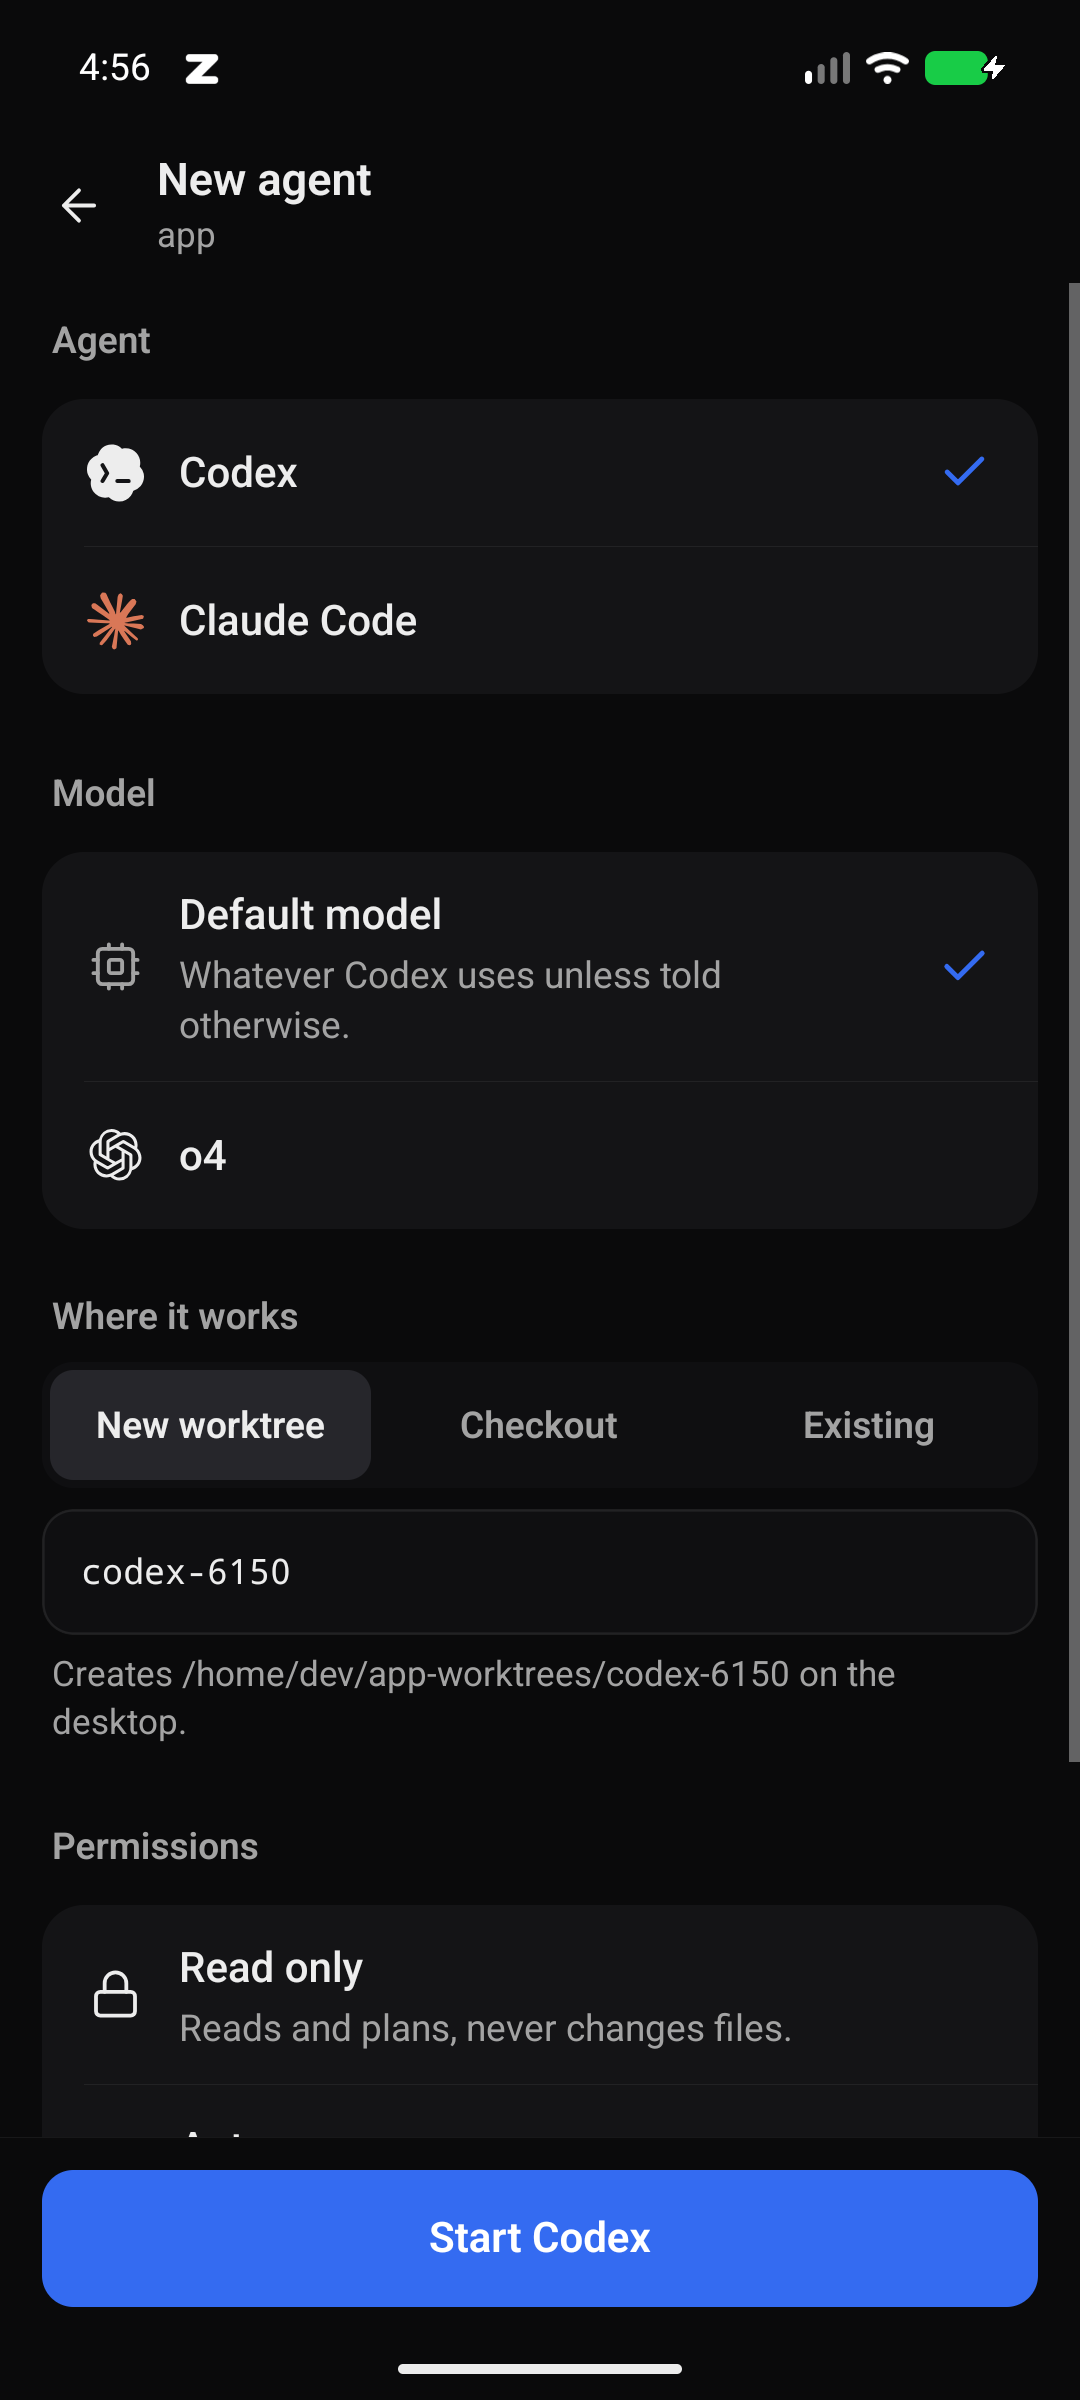 4:56
New agent
app
Agent
Codex
Claude Code
Model
Default model
Whatever Codex uses unless told
otherwise.
o4
Where it works
New worktree
Checkout
Existing
codex-6150
Creates /home/dev/app-worktrees/codex-6150 on the
desktop.
Permissions
Read only
Reads and plans, never changes files.
Start Codex